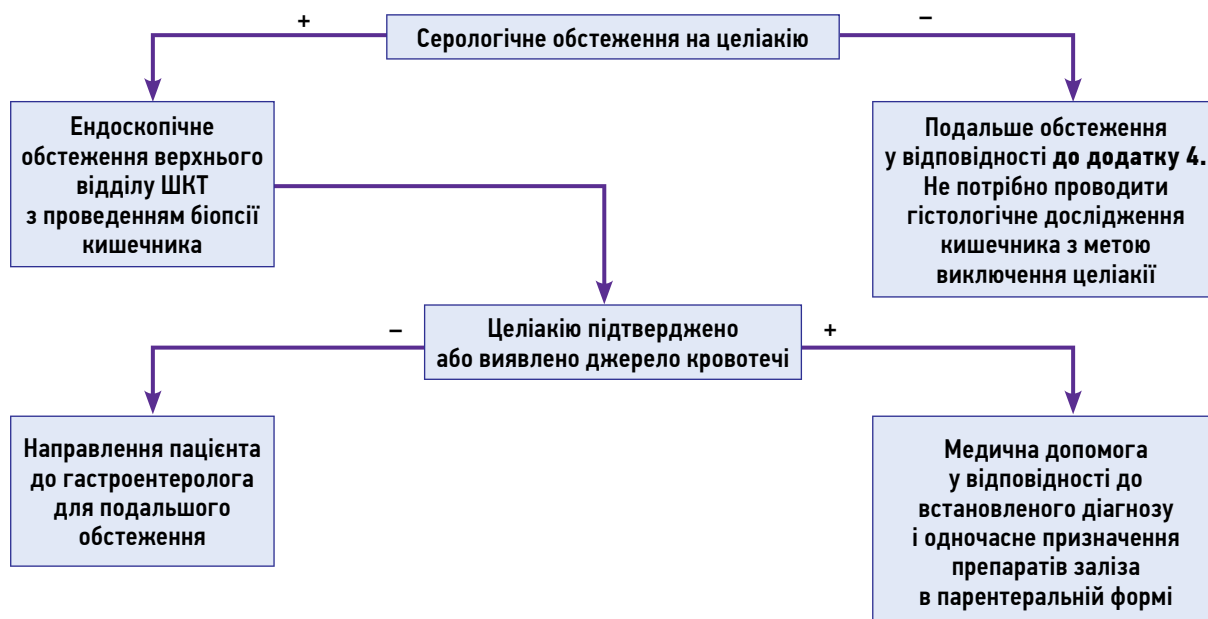 +
–
Серологічне обстеження на целіакію
Ендоскопічне
обстеження верхнього
відділу ШКТ
з проведенням біопсії
кишечника
Подальше обстеження
у відповідності до додатку 4.
Не потрібно проводити
гістологічне дослідження
кишечника з метою
виключення целіакії
–
Целіакію підтверджено
або виявлено джерело кровотечі
+
Направлення пацієнта
до гастроентеролога
для подальшого
обстеження
Медична допомога
у відповідності до
встановленого діагнозу
і одночасне призначення
препаратів заліза
в парентеральній формі